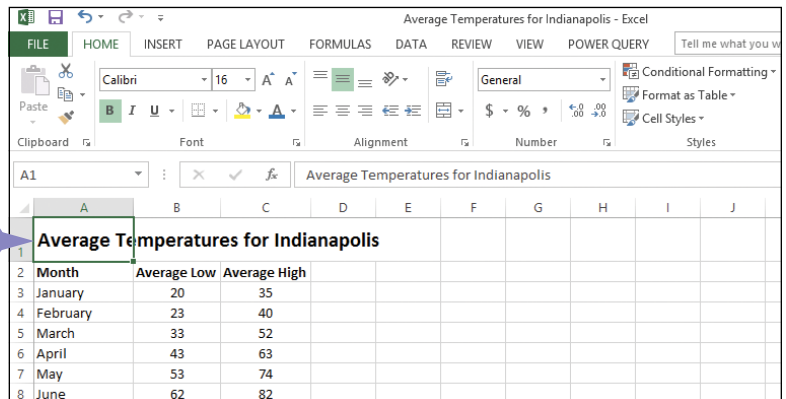 Average Temperatures for Indianapolis - Excel
FILE HOME INSERT PAGE LAYOUT FORMULAS DATA REVIEW VIEW POWER QUERY Tell me what you w
Paste
Calibri 16 A A
General
Conditional Formatting
B I U A
$ % , .0 .00 .00 .0
Format as Table
Cell Styles
Clipboard Font Alignment Number Styles
A1 fx Average Temperatures for Indianapolis
A B C D E F G H I J
1 Average Temperatures for Indianapolis
2 Month Average Low Average High
3 January 20 35
4 February 23 40
5 March 33 52
6 April 43 63
7 May 53 74
8 June 62 82